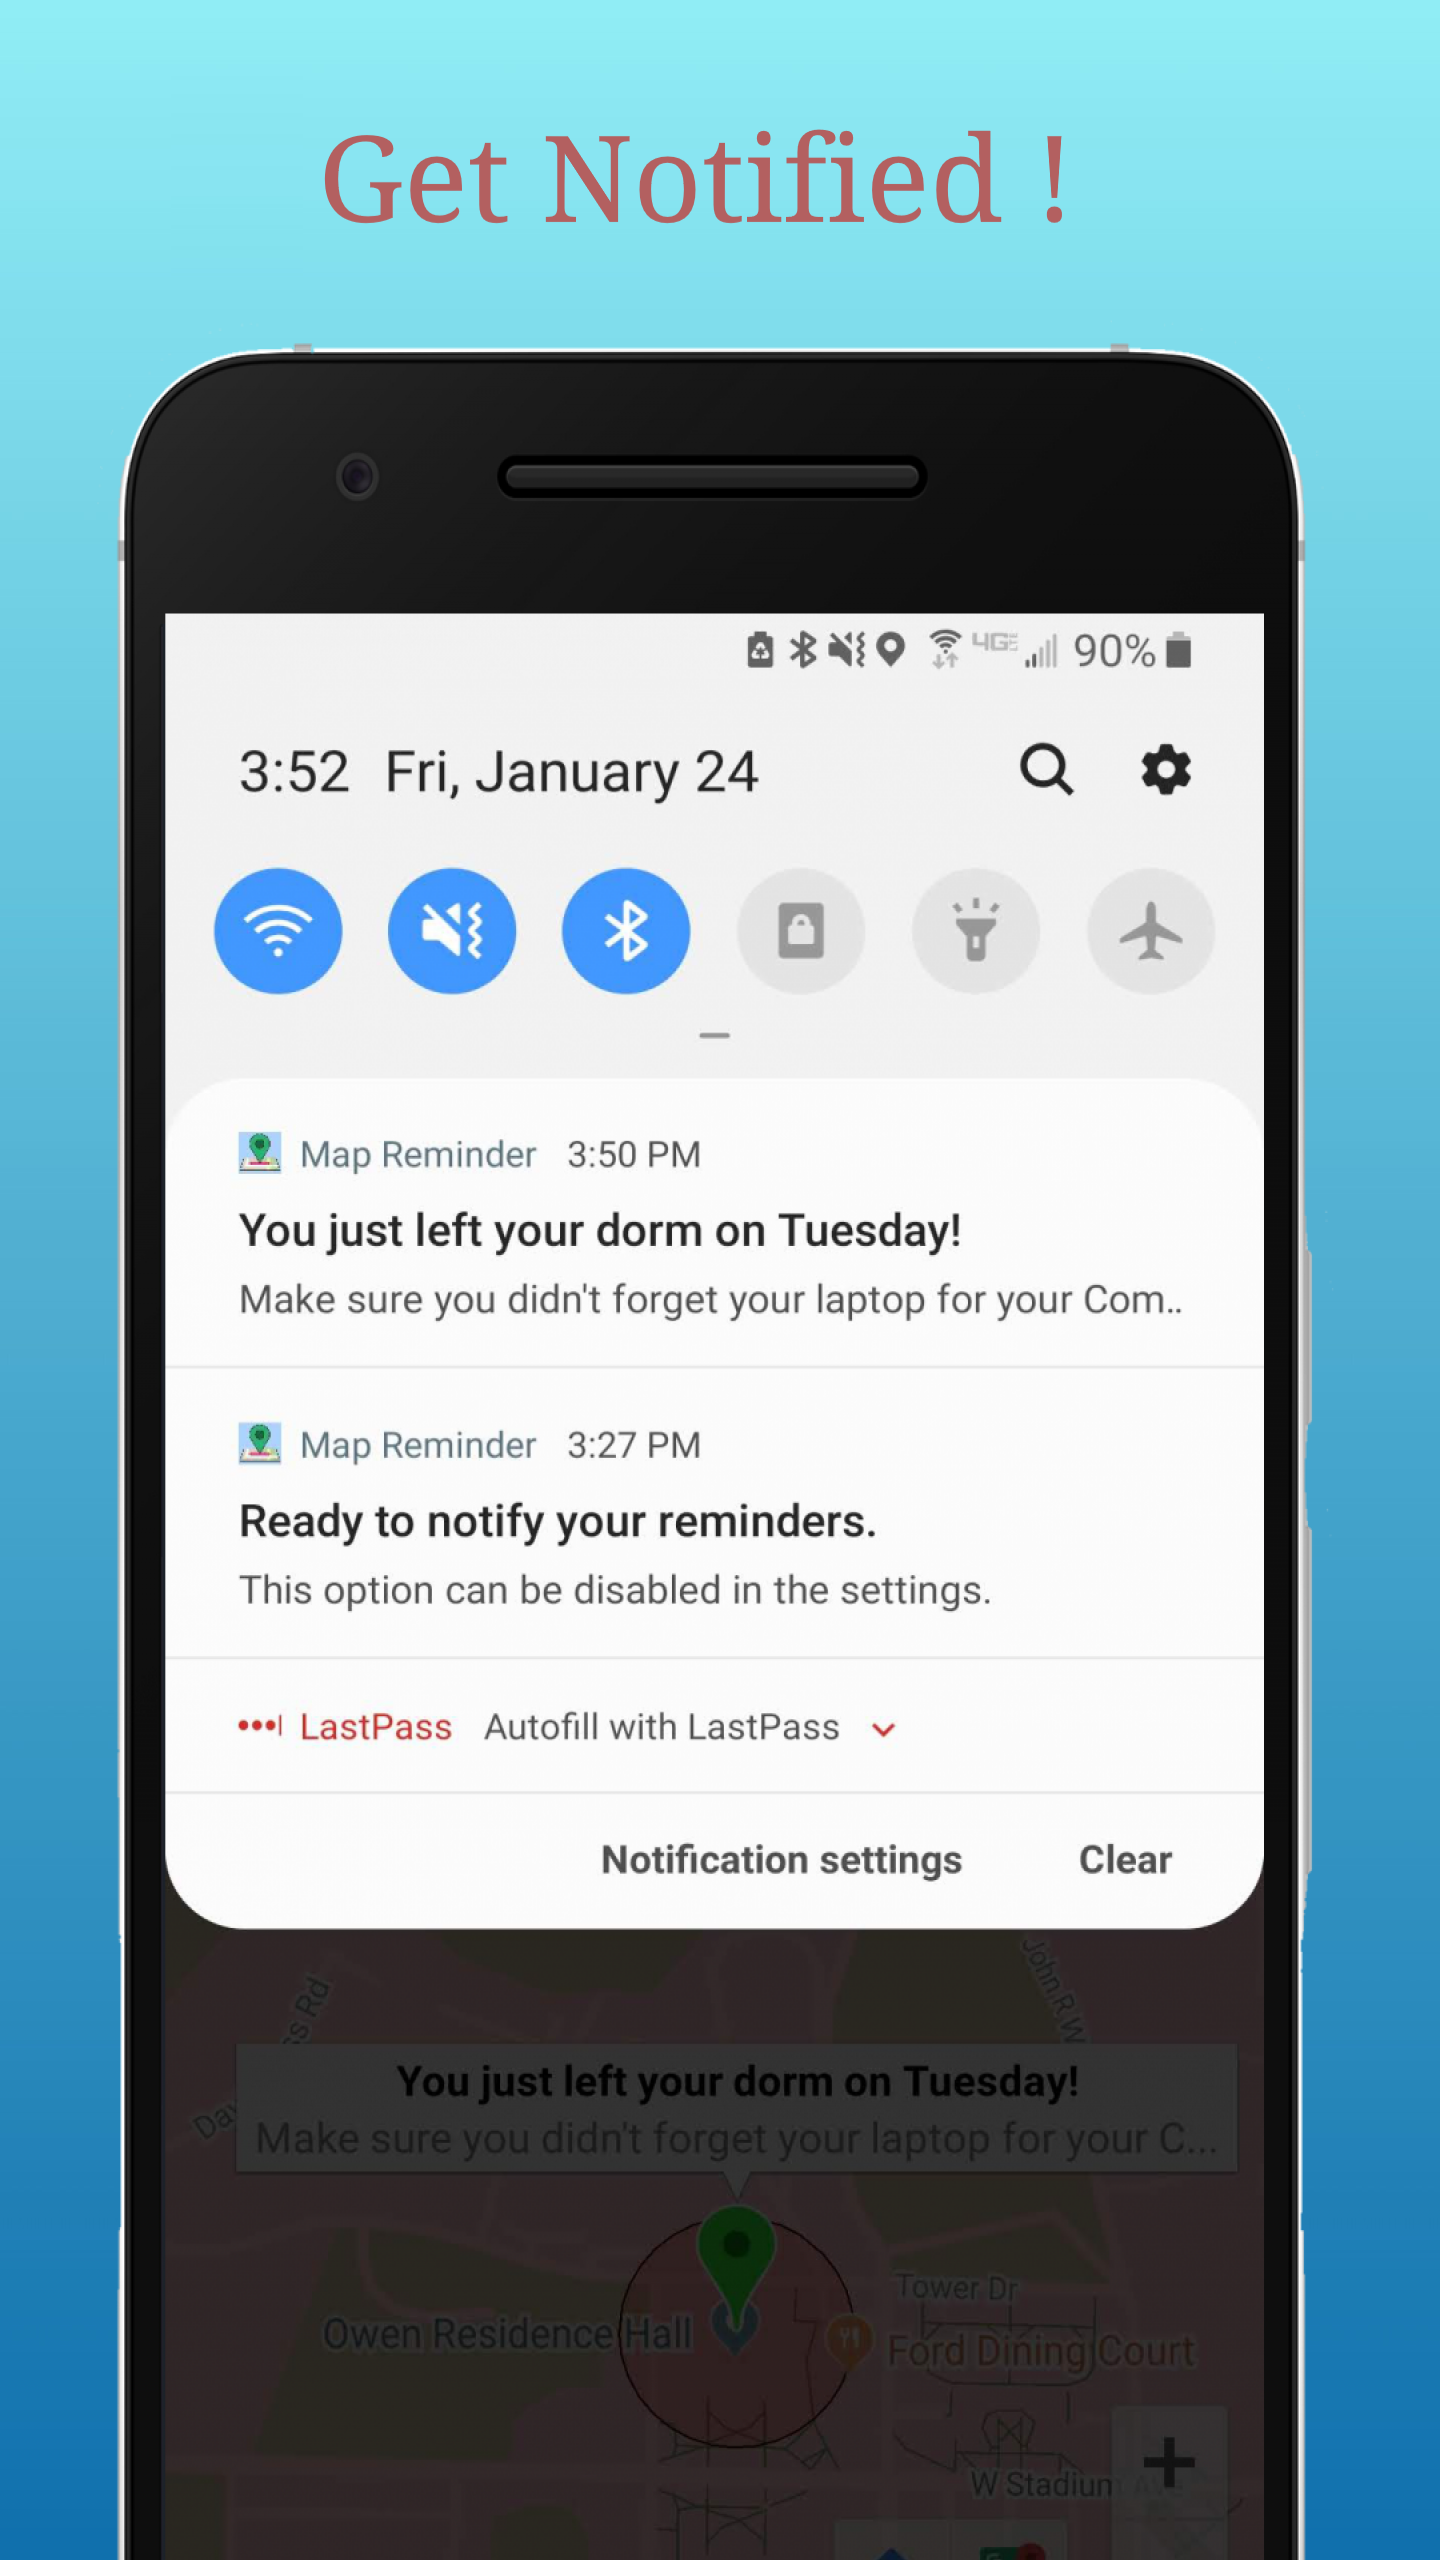 Get Notified !
4GE 90%
3:52 Fri, January 24
Map Reminder 3:50 PM
You just left your dorm on Tuesday!
Make sure you didn't forget your laptop for your Com..
Map Reminder 3:27 PM
Ready to notify your reminders.
This option can be disabled in the settings.
LastPass Autofill with LastPass
Notification settings Clear
ss Rd
John R W
You just left your dorm on Tuesday!
Dav
Make sure you didn't forget your laptop for your C...
Tower Dr
Owen Residence Hall
Ford Dining Court
W Stadium Ave